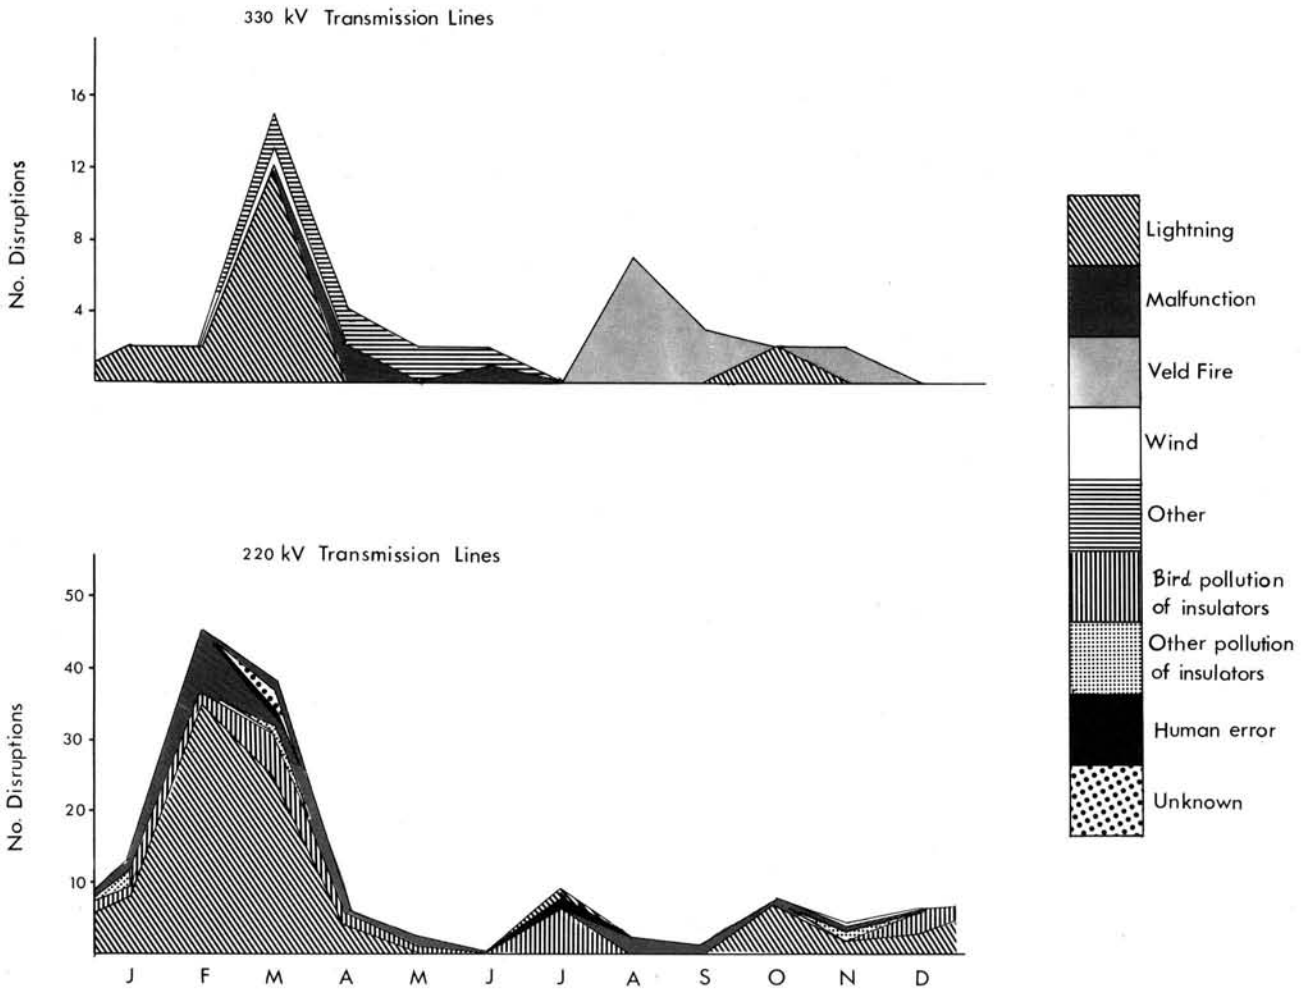 330 kV Transmission Lines
No. Disruptions
16
12
8
4
220 kV Transmission Lines
No. Disruptions
50
40
30
20
10
J F M A M J J A S O N D
Lightning
Malfunction
Veld Fire
Wind
Other
Bird pollution
of insulators
Other pollution
of insulators
Human error
Unknown